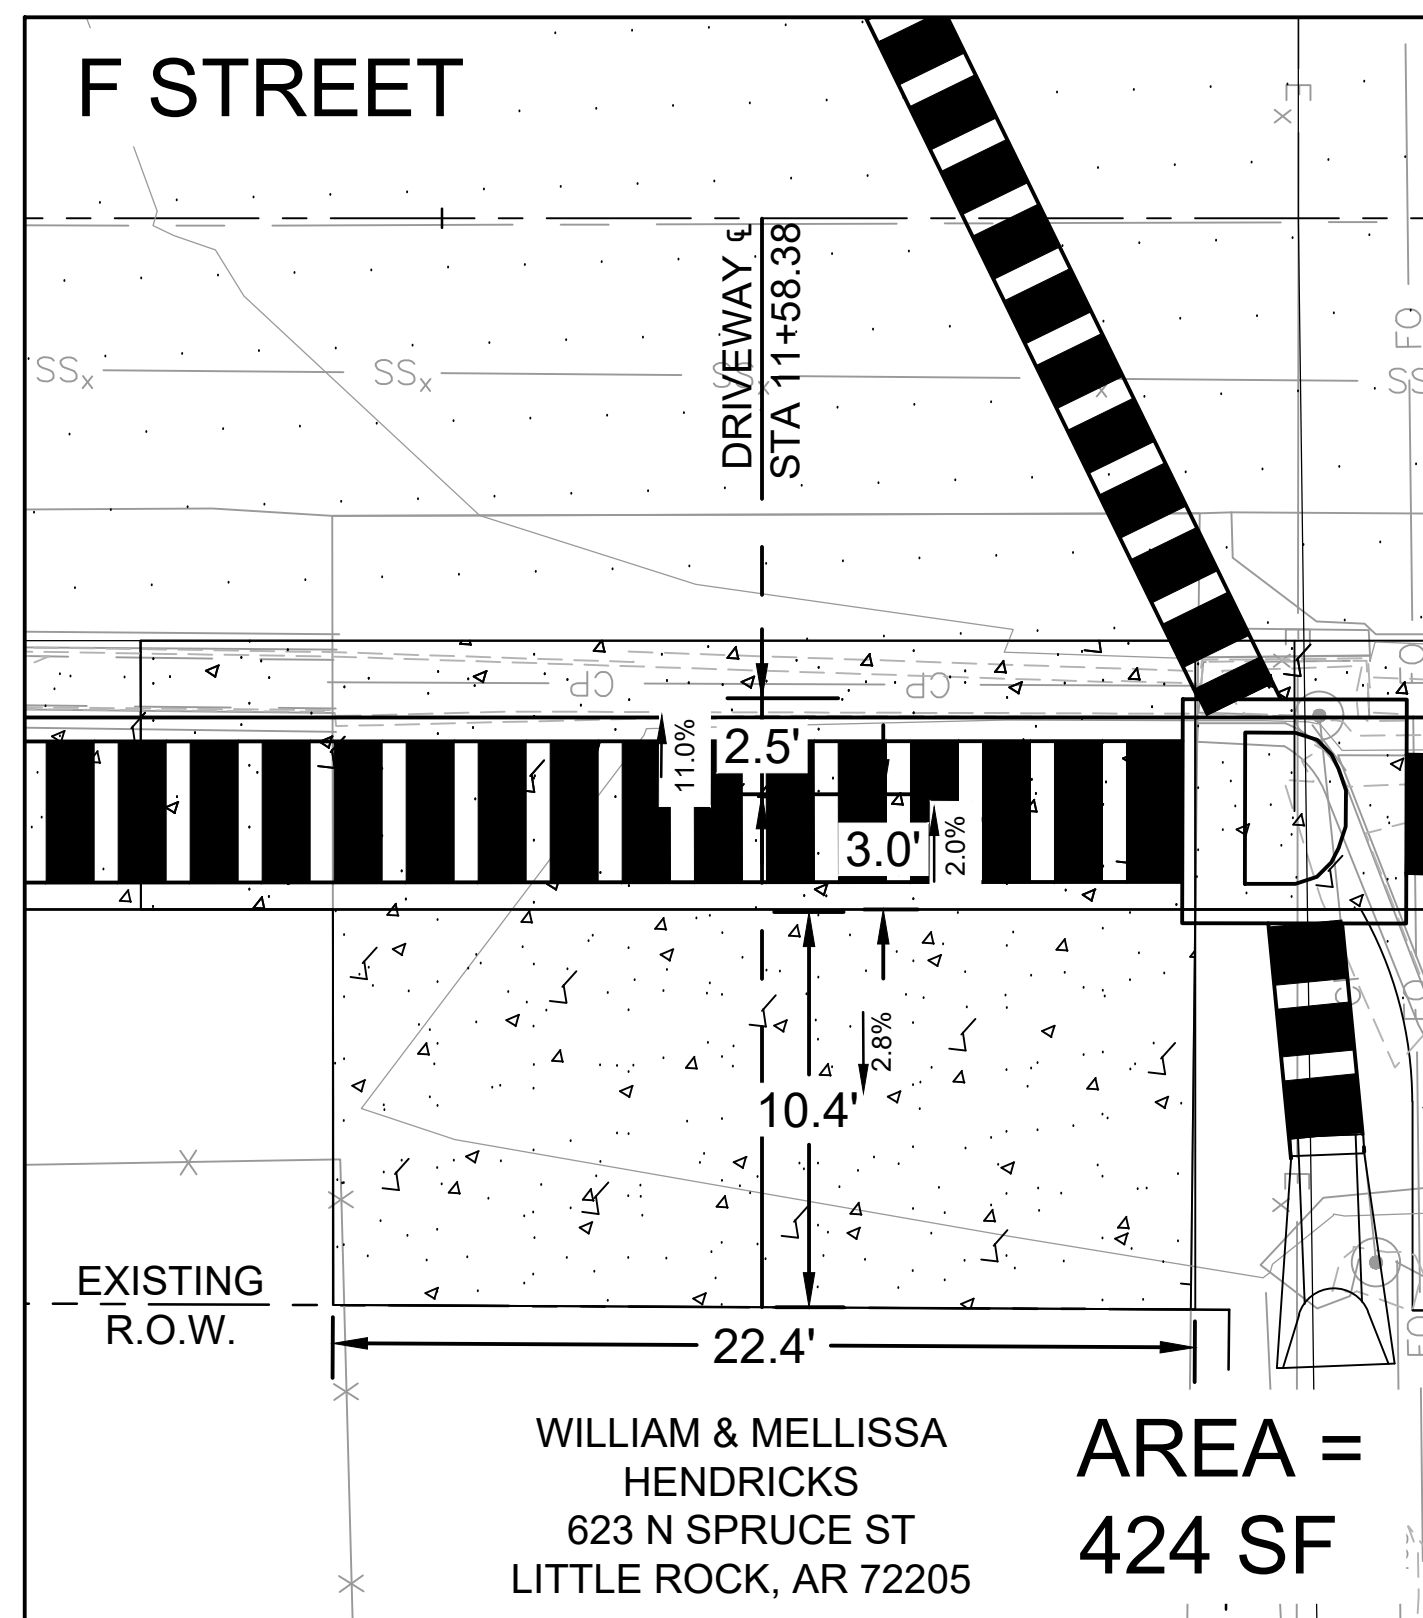 F STREET
DRIVEWAY ℄
STA 11+58.38
E
x
FO
SSx
SSx
SSx
x
SS
CP
CP
11.0%
2.5'
3.0'
2.0%
2.8%
10.4'
E
x
EXISTING
R.O.W.
22.4'
WILLIAM & MELLISSA
HENDRICKS
623 N SPRUCE ST
LITTLE ROCK, AR 72205
AREA =
424 SF